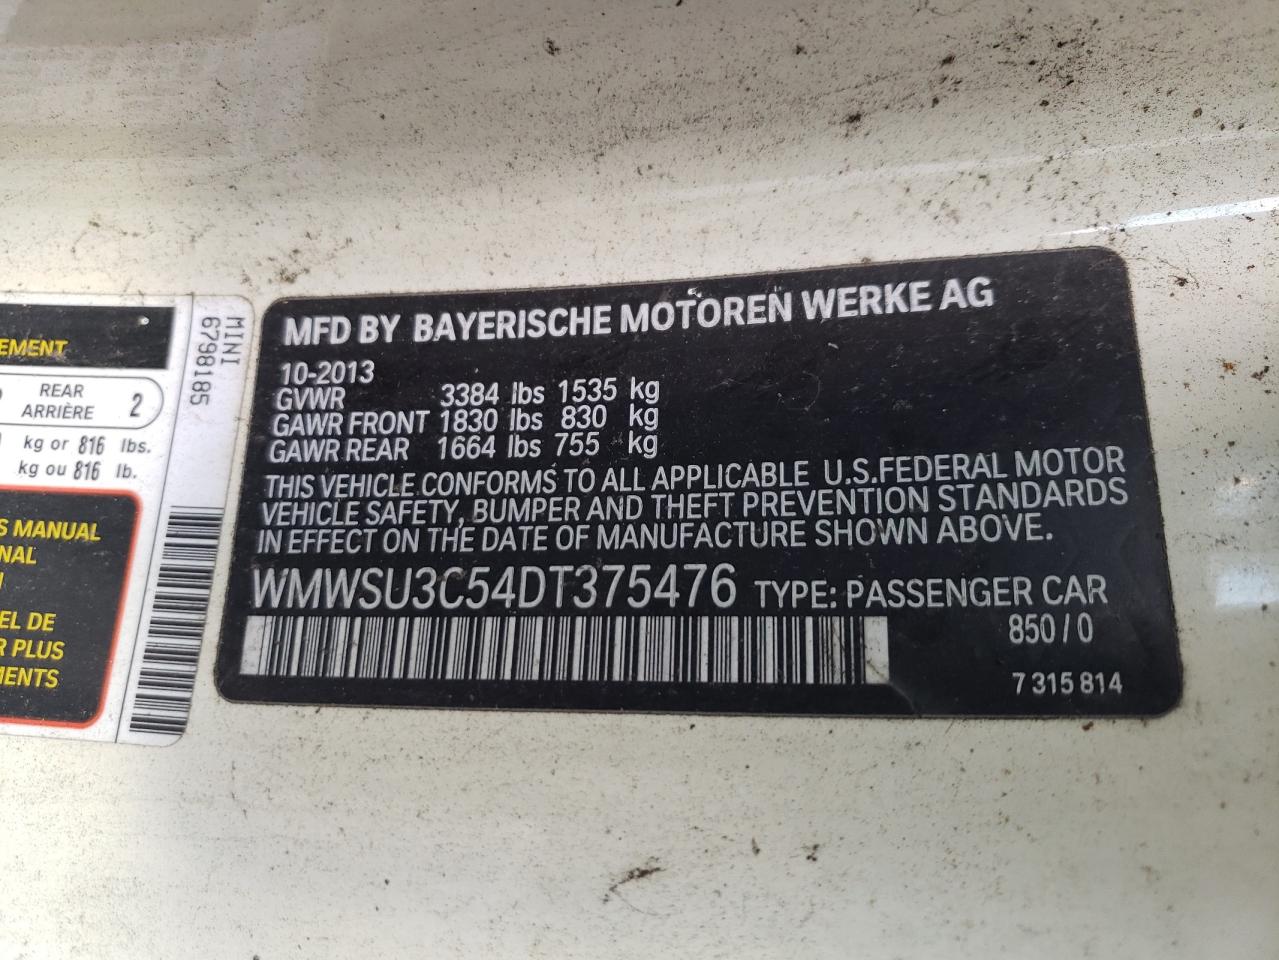 EMENT
REAR
ARRIÈRE 2
kg or 816 lbs.
kg ou 816 lb.
S MANUAL
NAL
EL DE
R PLUS
MENTS
MINI
6798185
MFD BY BAYERISCHE MOTOREN WERKE AG
10-2013
GVWR 3384 lbs 1535 kg
GAWR FRONT 1830 lbs 830 kg
GAWR REAR 1664 lbs 755 kg
THIS VEHICLE CONFORMS TO ALL APPLICABLE U.S.FEDERAL MOTOR
VEHICLE SAFETY, BUMPER AND THEFT PREVENTION STANDARDS
IN EFFECT ON THE DATE OF MANUFACTURE SHOWN ABOVE.
WMWSU3C54DT375476 TYPE: PASSENGER CAR
850/0
7 315 814